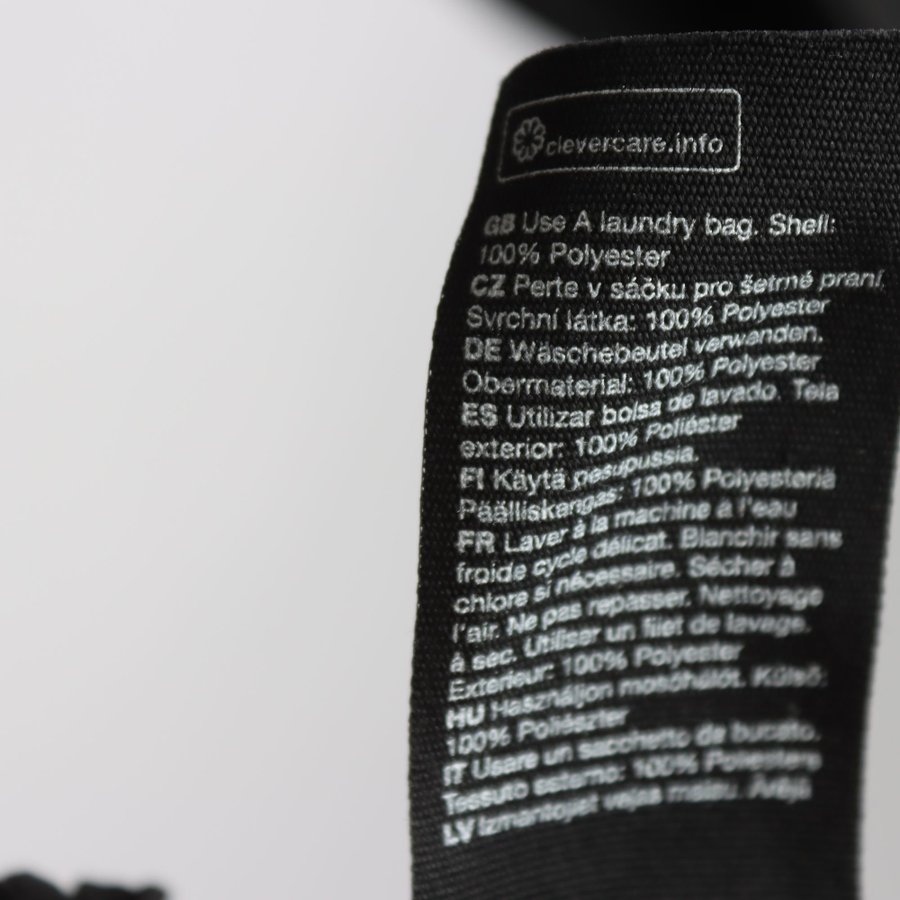 clevercare.info
GB Use A laundry bag. Shell:
100% Polyester
CZ Perte v sáčku pro šetrné praní.
Svrchní látka: 100% Polyester
DE Wäschebeutel verwenden.
Obermaterial: 100% Polyester
ES Utilizar bolsa de lavado. Tela
exterior: 100% Poliéster
FI Käytä pesupussia.
Päälliskangas: 100% Polyesteria
FR Laver à la machine à l'eau
froide cycle délicat. Blanchir sans
chlore si nécessaire. Sécher à
l'air. Ne pas repasser. Nettoyage
à sec. Utiliser un filet de lavage.
Exterieur: 100% Polyester
HU Használjon mosóhálót. Külső:
100% Poliészter
IT Usare un sacchetto de bucato.
Tessuto esterno: 100% Poliestere
LV Izmantojiet veļas maisu. Ārējā